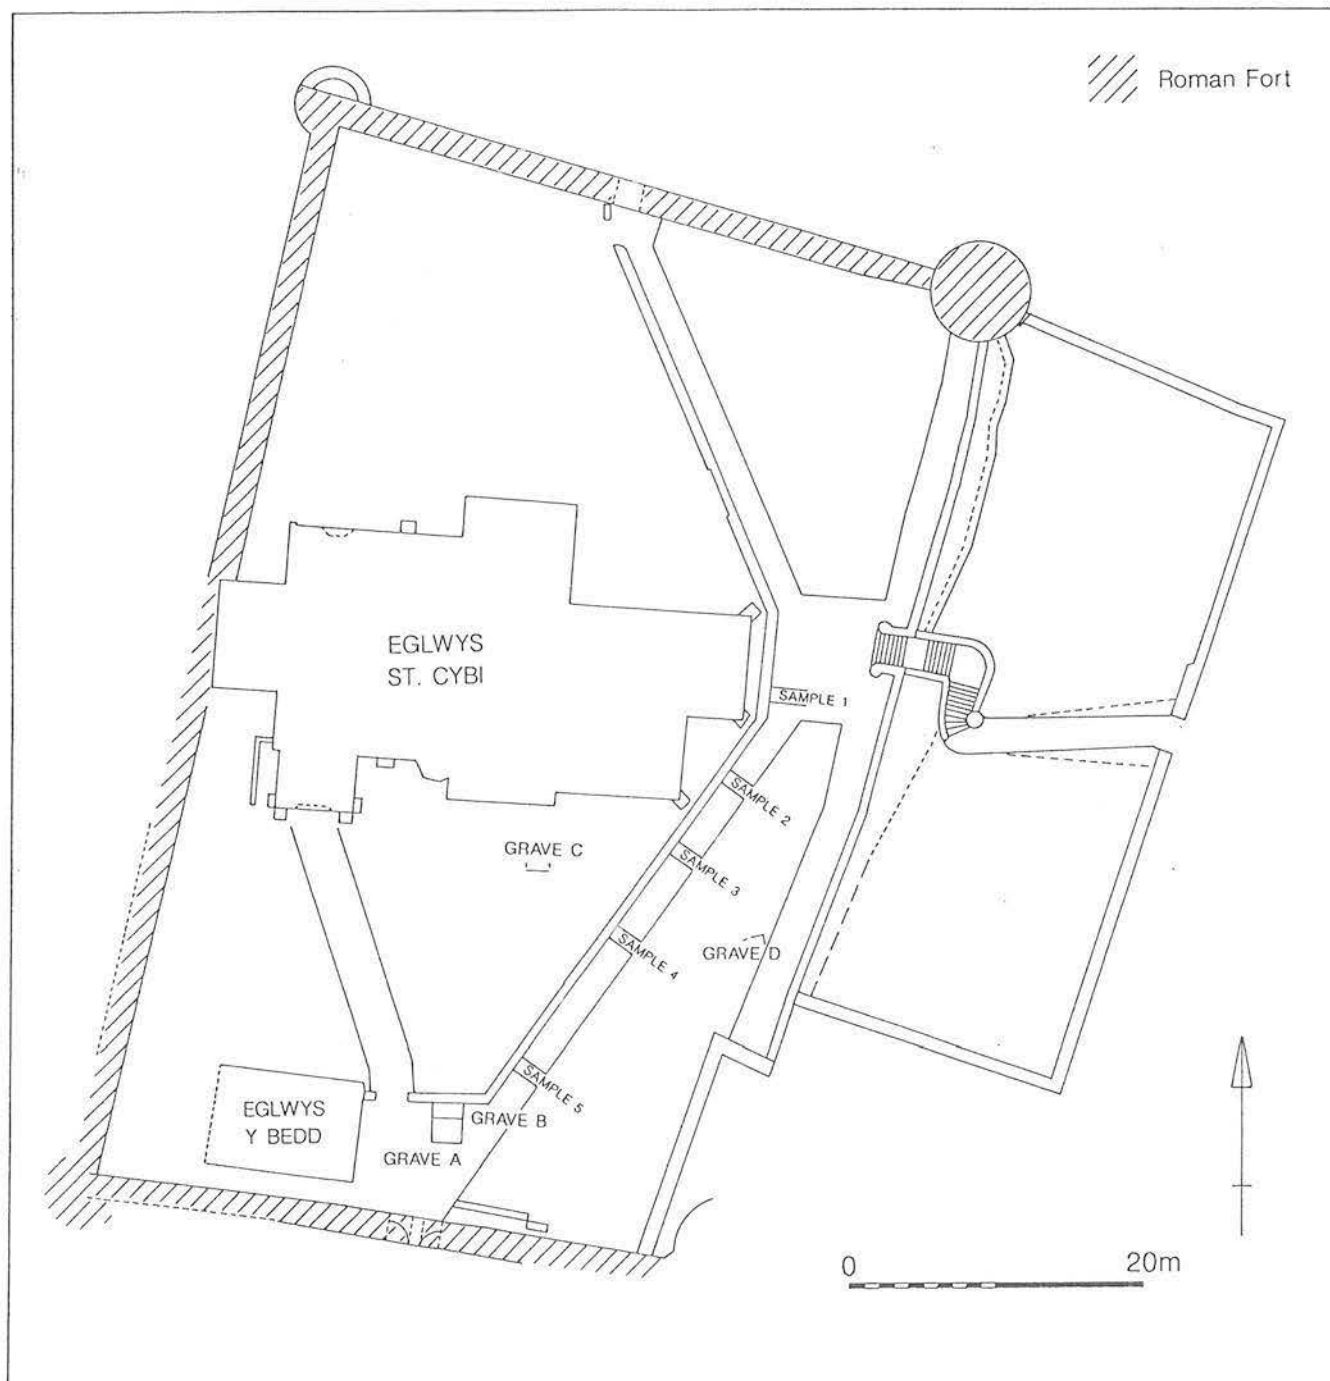 Roman Fort
EGLWYS
ST. CYBI
SAMPLE 1
SAMPLE 2
GRAVE C
SAMPLE 3
SAMPLE 4
GRAVE D
SAMPLE 5
EGLWYS
Y BEDD
GRAVE B
GRAVE A
0 20m